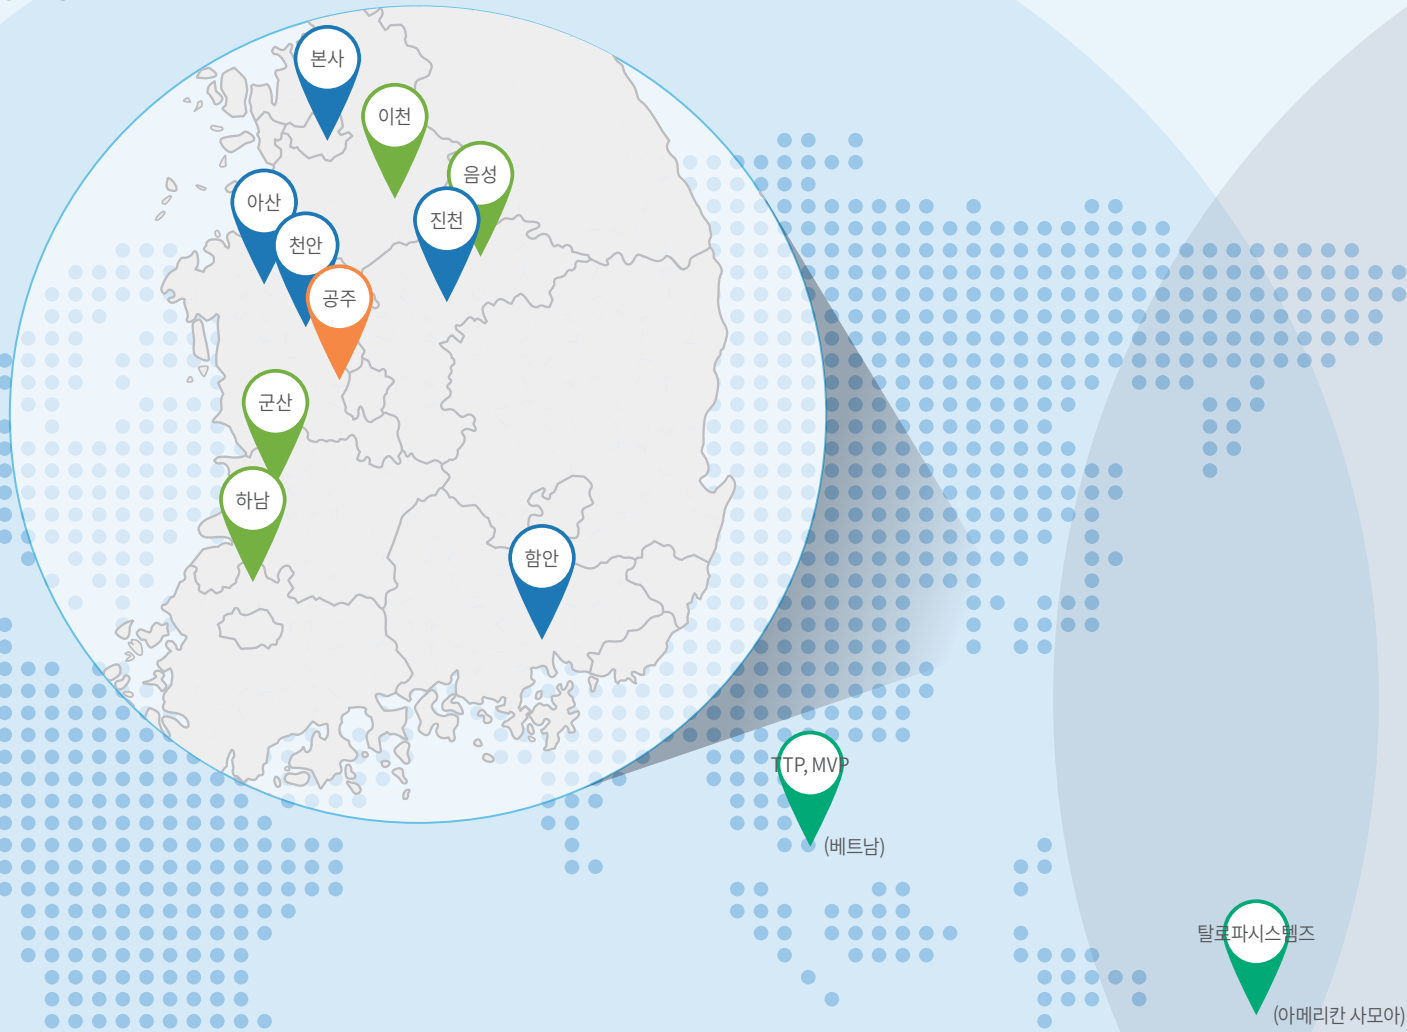 본사
이천
음성
아산
진천
천안
공주
군산
하남
함안
TTP, MVP
(베트남)
탈로파시스템즈
(아메리칸 사모아)